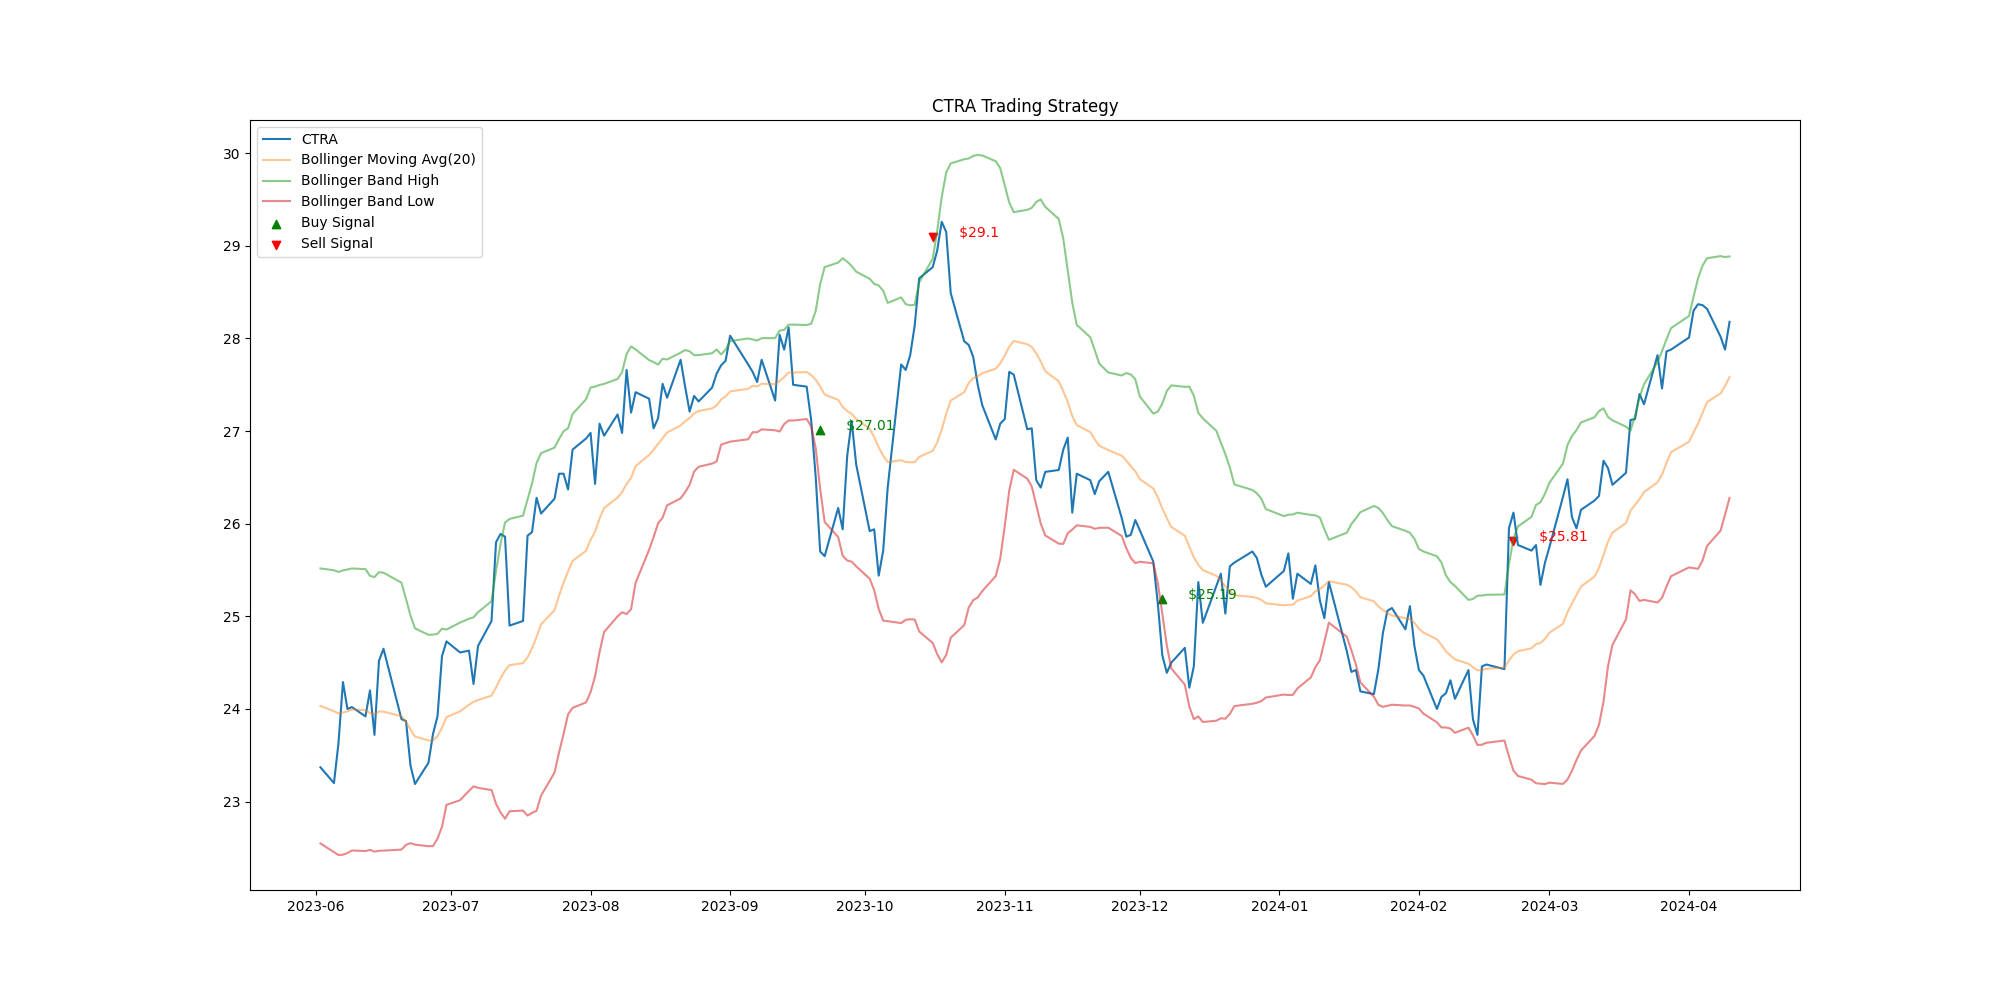 CTRA Trading Strategy
CTRA
Bollinger Moving Avg(20)
Bollinger Band High
Bollinger Band Low
Buy Signal
Sell Signal
30
29
28
27
26
25
24
23
$29.1
$27.01
$25.81
$25.19
2023-06 2023-07 2023-08 2023-09 2023-10 2023-11 2023-12 2024-01 2024-02 2024-03 2024-04